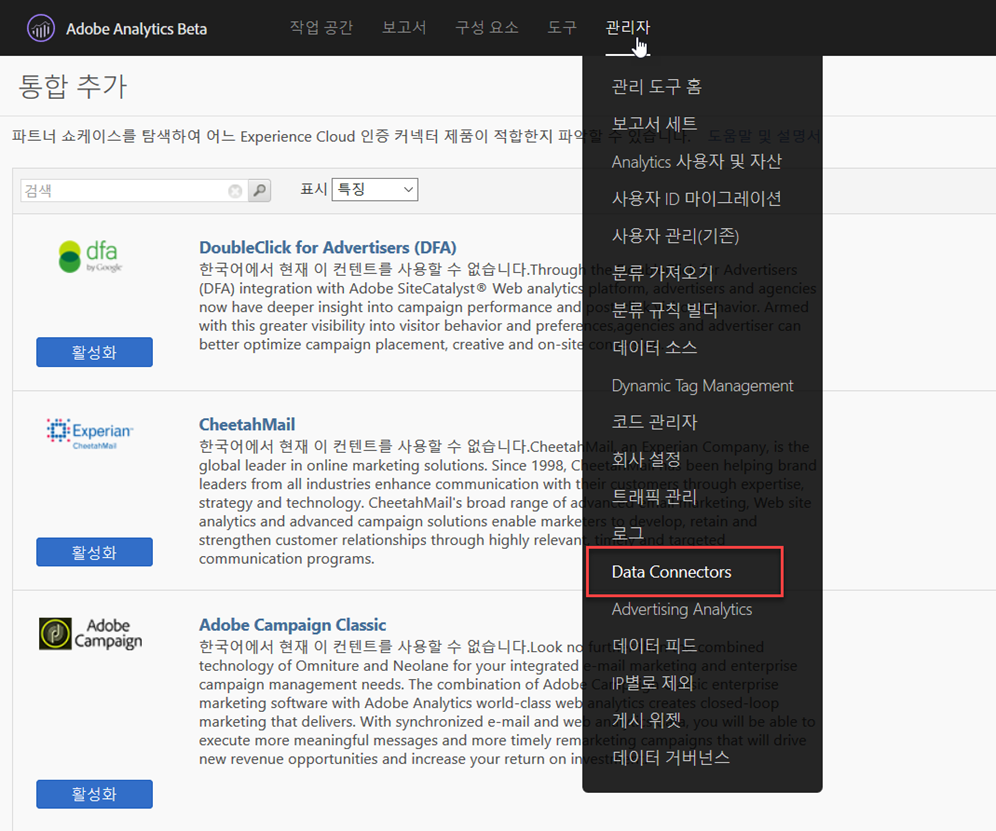 Adobe Analytics Beta
작업 공간 보고서 구성 요소 도구 관리자
통합 추가
파트너 쇼케이스를 탐색하여 어느 Experience Cloud 인증 커넥터 제품이 적합한지 파악할 수 있습니다. 도움말 및 설명서
검색
표시 특징
dfa
by Google
활성화
DoubleClick for Advertisers (DFA)
한국어에서 현재 이 컨텐트를 사용할 수 없습니다.Through the Advertisers
(DFA) integration with Adobe SiteCatalyst® Web analytics platform, advertisers and agencies
now have deeper insight into campaign performance and behavior. Armed
with this greater visibility into visitor behavior and preferences,agencies and advertiser can
better optimize campaign placement, creative and on-site
Experian
CheetahMail
활성화
CheetahMail
한국어에서 현재 이 컨텐트를 사용할 수 없습니다.CheetahMail, an Experian Company, is the
global leader in online marketing solutions. Since 1998, CheetahMail has been helping brand
leaders from all industries enhance communication with their customers through expertise,
strategy and technology. CheetahMail's broad range of advanced email marketing, Web site
analytics and advanced campaign solutions enable marketers to develop, retain and
strengthen customer relationships through highly relevant, timely and targeted
communication programs.
Adobe
Campaign
활성화
Adobe Campaign Classic
한국어에서 현재 이 컨텐트를 사용할 수 없습니다.Look no further combined
technology of Omniture and Neolane for your integrated e-mail marketing and enterprise
campaign management needs. The combination of Adobe Campaign Classic enterprise
marketing software with Adobe Analytics world-class web analytics creates closed-loop
marketing that delivers. With synchronized e-mail and web you will be able to
execute more meaningful messages and more timely remarketing campaigns that will drive
new revenue opportunities and increase your return on
관리 도구 홈
보고서 세트
Analytics 사용자 및 자산
사용자 ID 마이그레이션
사용자 관리(기존)
분류 가져오기
분류 규칙 빌더
데이터 소스
Dynamic Tag Management
코드 관리자
회사 설정
트래픽 관리
로그
Data Connectors
Advertising Analytics
데이터 피드
IP별로 제외
게시 위젯
데이터 거버넌스